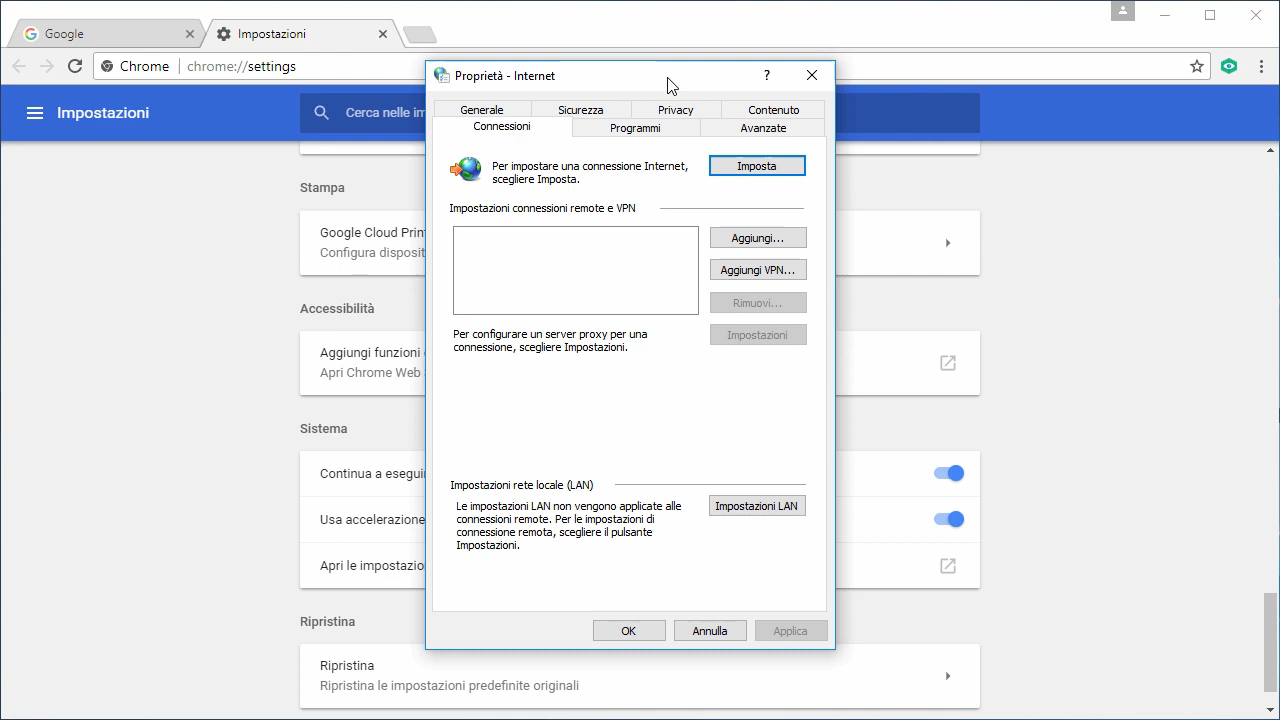 Google
Impostazioni
Chrome
chrome://settings
Impostazioni
Cerca nelle
Proprietà - Internet
?
Generale
Sicurezza
Privacy
Contenuto
Connessioni
Programmi
Avanzate
Per impostare una connessione Internet,
scegliere Imposta.
Imposta
Impostazioni connessioni remote e VPN
Aggiungi...
Aggiungi VPN...
Rimuovi...
Impostazioni
Per configurare un server proxy per una
connessione, scegliere Impostazioni.
Impostazioni rete locale (LAN)
Le impostazioni LAN non vengono applicate alle
connessioni remote. Per le impostazioni di
connessione remota, scegliere il pulsante
Impostazioni.
Impostazioni LAN
OK
Annulla
Applica
Stampa
Google Cloud
Configura
Accessibilità
Aggiungi funzioni
Apri Chrome Web
Sistema
Continua a
Usa accelerazione
Apri le
Ripristina
Ripristina
Ripristina le impostazioni predefinite originali